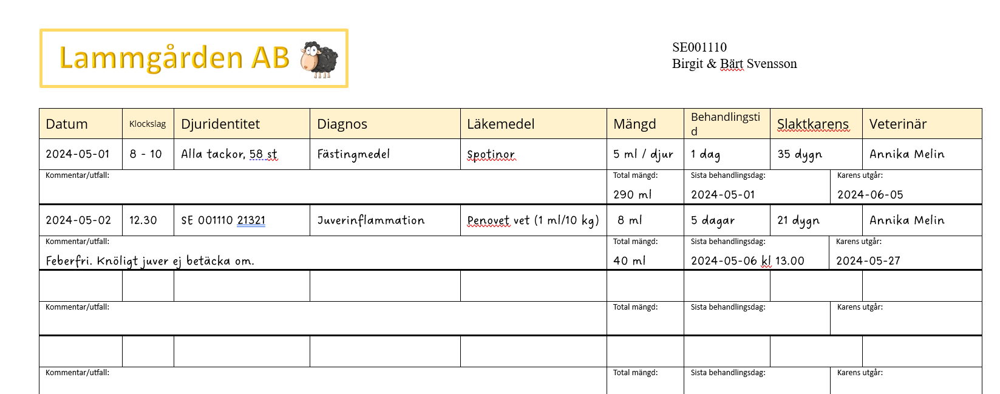 Lammgården AB
SE001110
Birgit & Bärt Svensson
Datum Klockslag Djuridentitet Diagnos Läkemedel Mängd Behandlingsti
d Slaktkarens Veterinär
2024-05-01 8 - 10 Alla tackor, 58 st Fästingmedel Spotinor 5 ml / djur 1 dag 35 dygn Annika Melin
Kommentar/utfall: Total mängd: Sista behandlingsdag: Karens utgår:
290 ml 2024-05-01 2024-06-05
2024-05-02 12.30 SE 001110 21321 Juverinflammation Penovet vet (1 ml/10 kg) 8 ml 5 dagar 21 dygn Annika Melin
Kommentar/utfall: Total mängd: Sista behandlingsdag: Karens utgår:
Feberfri. Knöligt juver ej betäcka om. 40 ml 2024-05-06 kl 13.00 2024-05-27
Kommentar/utfall: Total mängd: Sista behandlingsdag: Karens utgår:
Kommentar/utfall: Total mängd: Sista behandlingsdag: Karens utgår: